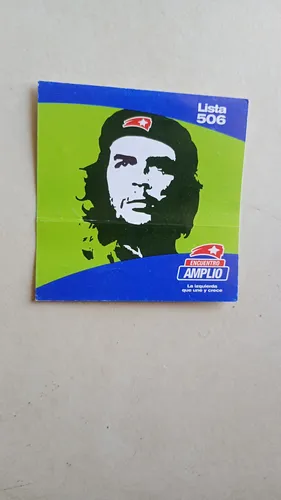 Lista
506
ENCUENTRO
AMPLIO
La izquierda
que une y crece